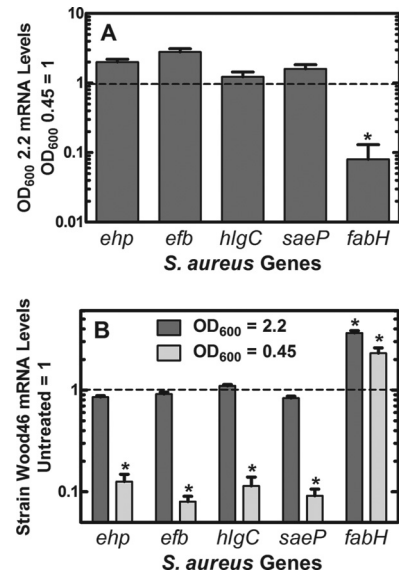 A
OD600 2.2 mRNA Levels
OD600 0.45 = 1
10
1
0.1
0.01
*
ehp efb hlgC saeP fabH
S. aureus Genes
B
OD600 = 2.2
OD600 = 0.45
Strain Wood46 mRNA Levels
Untreated = 1
1
0.1
* * * * * *
ehp efb hlgC saeP fabH
S. aureus Genes